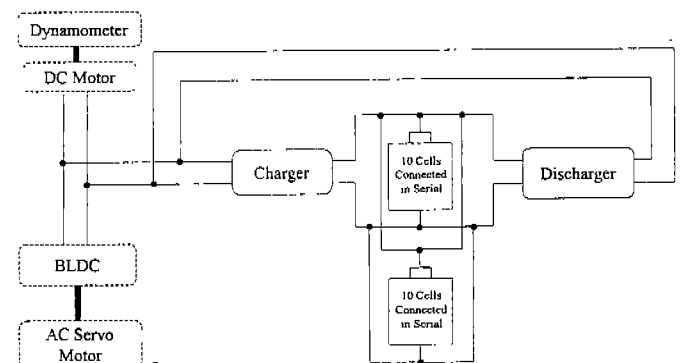 Dynamometer
DC Motor
Charger
10 Cells
Connected
in Serial
Discharger
BLDC
10 Cells
Connected
in Serial
AC Servo
Motor